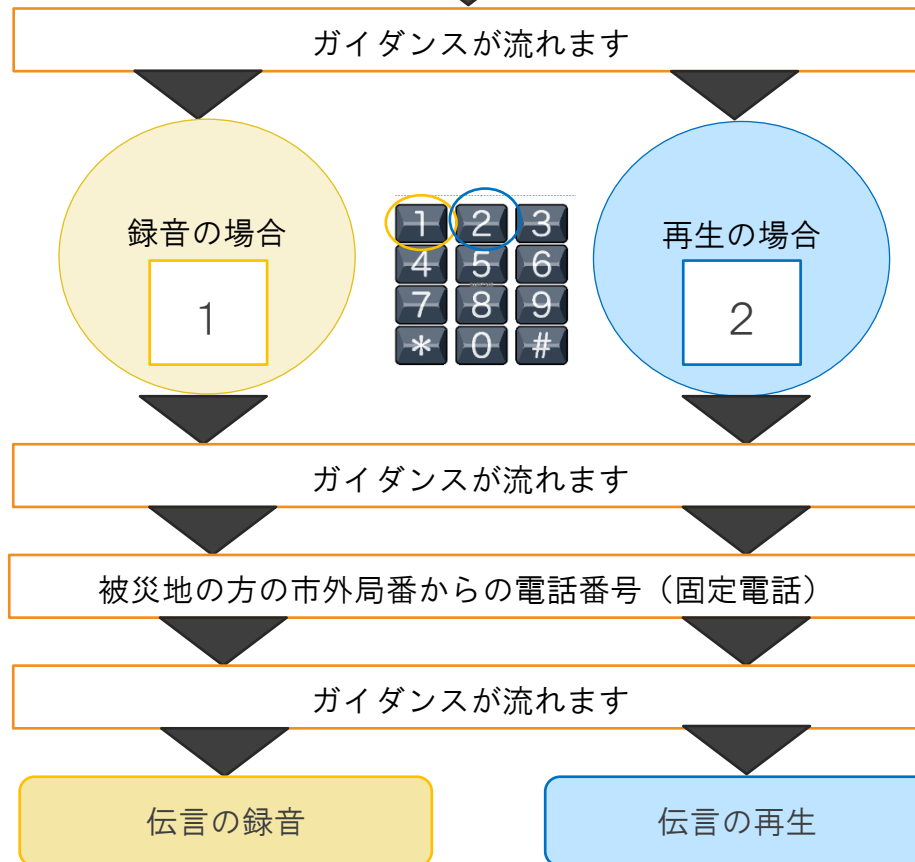 ガイダンスが流れます
録音の場合
1
1 2 3
4 5 6
7 8 9
* 0 #
再生の場合
2
ガイダンスが流れます
被災地の方の市外局番からの電話番号（固定電話）
ガイダンスが流れます
伝言の録音
伝言の再生